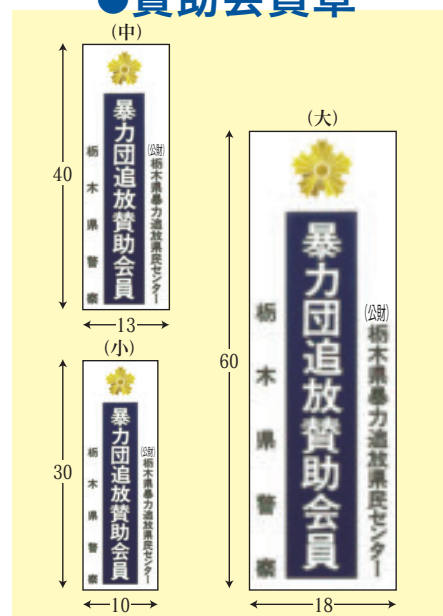 ●賛助会員章
(中)
40
暴力団追放賛助会員
(公財)栃木県暴力追放県民センター
栃木県警察
13
(小)
30
暴力団追放賛助会員
(公財)栃木県暴力追放県民センター
栃木県警察
10
(大)
60
暴力団追放賛助会員
(公財)栃木県暴力追放県民センター
栃木県警察
18